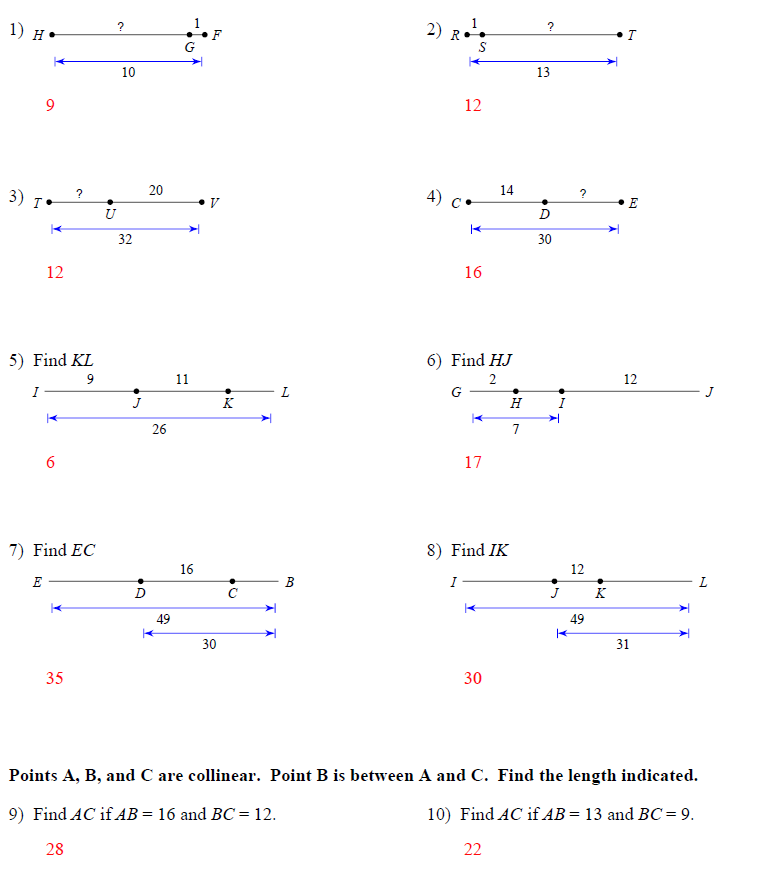 1) H ? 1 F
G
10
9
2) R 1 ? T
S
13
12
3) T ? 20 V
U
32
12
4) C 14 ? E
D
30
16
5) Find KL
9 11
I J K L
26
6
6) Find HJ
2 12
G H I J
7
17
7) Find EC
16
E D C B
49
30
35
8) Find IK
12
I J K L
49
31
30
Points A, B, and C are collinear. Point B is between A and C. Find the length indicated.
9) Find AC if AB = 16 and BC = 12.
28
10) Find AC if AB = 13 and BC = 9.
22